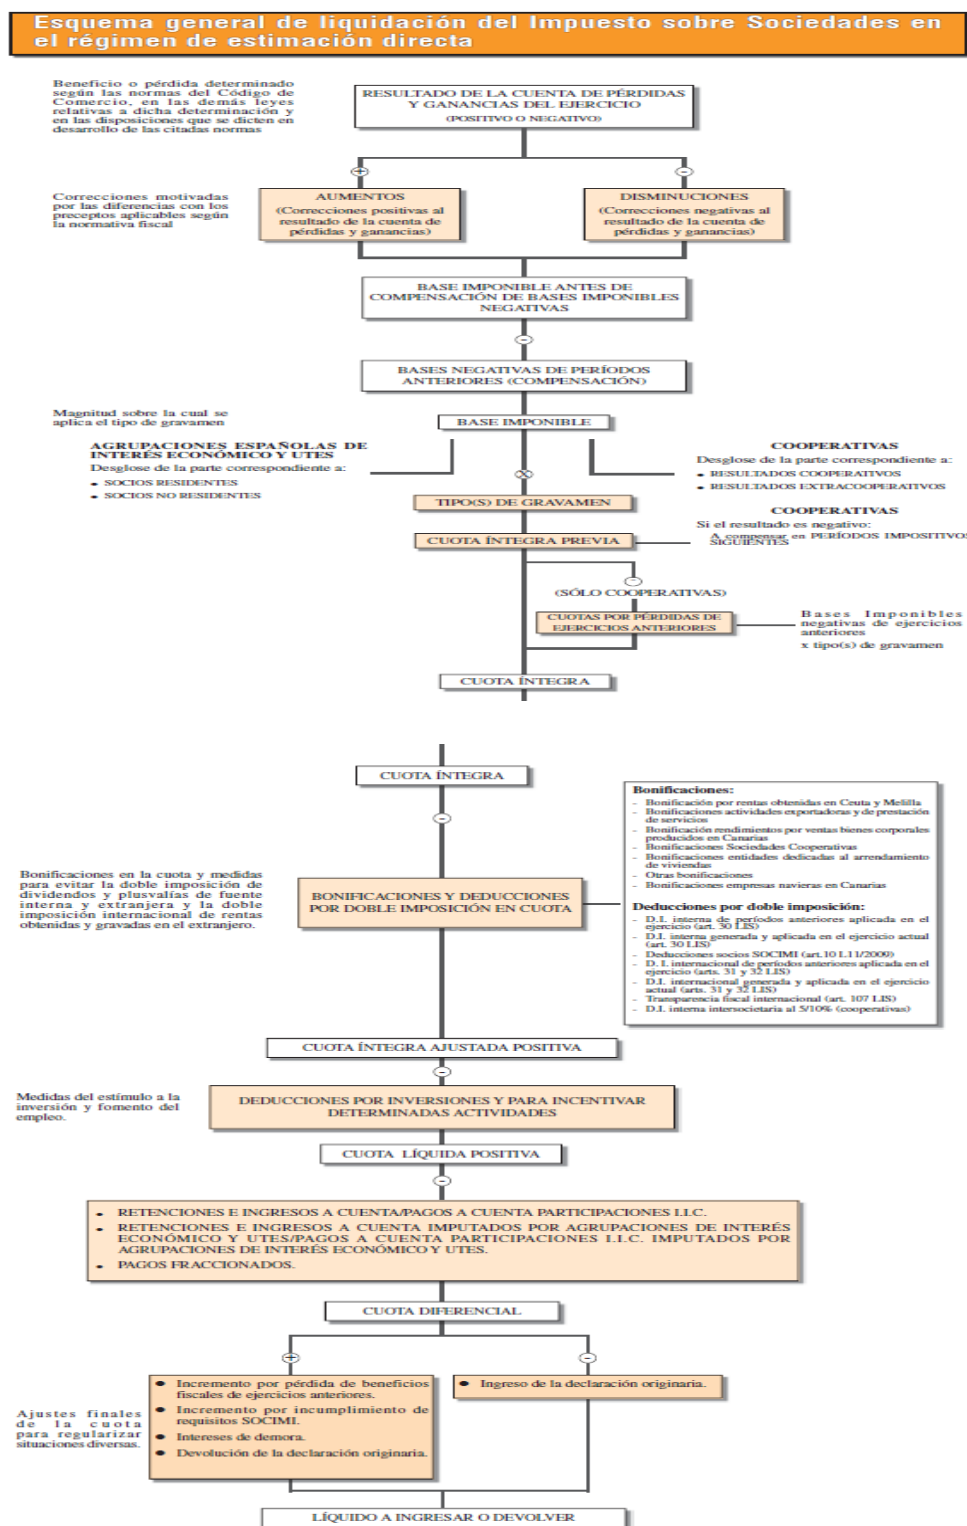 Esquema general de liquidación del Impuesto sobre Sociedades en
el régimen de estimación directa
Beneficio o pérdida determinado
según las normas del Código de
Comercio, en las demás leyes
relativas a dicha determinación y
en las disposiciones que se dicten en
desarrollo de las citadas normas
RESULTADO DE LA CUENTA DE PÉRDIDAS
Y GANANCIAS DEL EJERCICIO
(POSITIVO O NEGATIVO)
+
-
Correcciones motivadas
por las diferencias con los
preceptos aplicables según
la normativa fiscal
AUMENTOS
(Correcciones positivas al
resultado de la cuenta de
pérdidas y ganancias)
DISMINUCIONES
(Correcciones negativas al
resultado de la cuenta de
pérdidas y ganancias)
BASE IMPONIBLE ANTES DE
COMPENSACIÓN DE BASES IMPONIBLES
NEGATIVAS
-
BASES NEGATIVAS DE PERÍODOS
ANTERIORES (COMPENSACIÓN)
Magnitud sobre la cual se
aplica el tipo de gravamen
BASE IMPONIBLE
AGRUPACIONES ESPAÑOLAS DE
INTERÉS ECONÓMICO Y UTES
Desglose de la parte correspondiente a:
• SOCIOS RESIDENTES
• SOCIOS NO RESIDENTES
X
COOPERATIVAS
Desglose de la parte correspondiente a:
• RESULTADOS COOPERATIVOS
• RESULTADOS EXTRACOOPERATIVOS
TIPO(S) DE GRAVAMEN
COOPERATIVAS
Si el resultado es negativo:
A compensar en PERÍODOS IMPOSITIVOS
SIGUIENTES
CUOTA ÍNTEGRA PREVIA
-
(SÓLO COOPERATIVAS)
CUOTAS POR PÉRDIDAS DE
EJERCICIOS ANTERIORES
Bases Imponibles
negativas de ejercicios
anteriores
x tipo(s) de gravamen
CUOTA ÍNTEGRA
CUOTA ÍNTEGRA
-
Bonificaciones en la cuota y medidas
para evitar la doble imposición de
dividendos y plusvalías de fuente
interna y extranjera y la doble
imposición internacional de rentas
obtenidas y gravadas en el extranjero.
BONIFICACIONES Y DEDUCCIONES
POR DOBLE IMPOSICIÓN EN CUOTA
Bonificaciones:
- Bonificación por rentas obtenidas en Ceuta y Melilla
- Bonificaciones actividades exportadoras y de prestación
de servicios
- Bonificación rendimientos por ventas bienes corporales
producidos en Canarias
- Bonificaciones Sociedades Cooperativas
- Bonificaciones entidades dedicadas al arrendamiento
de viviendas
- Otras bonificaciones
- Bonificaciones empresas navieras en Canarias
Deducciones por doble imposición:
- D.I. interna de períodos anteriores aplicada en el
ejercicio (art. 30 LIS)
- D.I. interna generada y aplicada en el ejercicio actual
(art. 30 LIS)
- Deducciones socios SOCIMI (art.10 L11/2009)
- D. I. internacional de períodos anteriores aplicada en el
ejercicio (arts. 31 y 32 LIS)
- D.I. internacional generada y aplicada en el ejercicio
actual (arts. 31 y 32 LIS)
- Transparencia fiscal internacional (art. 107 LIS)
- D.I. interna intersocietaria al 5/10% (cooperativas)
CUOTA ÍNTEGRA AJUSTADA POSITIVA
-
Medidas del estímulo a la
inversión y fomento del
empleo.
DEDUCCIONES POR INVERSIONES Y PARA INCENTIVAR
DETERMINADAS ACTIVIDADES
CUOTA LÍQUIDA POSITIVA
-
• RETENCIONES E INGRESOS A CUENTA/PAGOS A CUENTA PARTICIPACIONES I.I.C.
• RETENCIONES E INGRESOS A CUENTA IMPUTADOS POR AGRUPACIONES DE INTERÉS
ECONÓMICO Y UTES/PAGOS A CUENTA PARTICIPACIONES I.I.C. IMPUTADOS POR
AGRUPACIONES DE INTERÉS ECONÓMICO Y UTES.
• PAGOS FRACCIONADOS.
CUOTA DIFERENCIAL
+
-
Ajustes finales
de la cuota
para regularizar
situaciones diversas.
• Incremento por pérdida de beneficios
fiscales de ejercicios anteriores.
• Incremento por incumplimiento de
requisitos SOCIMI.
• Intereses de demora.
• Devolución de la declaración originaria.
• Ingreso de la declaración originaria.
LÍQUIDO A INGRESAR O DEVOLVER